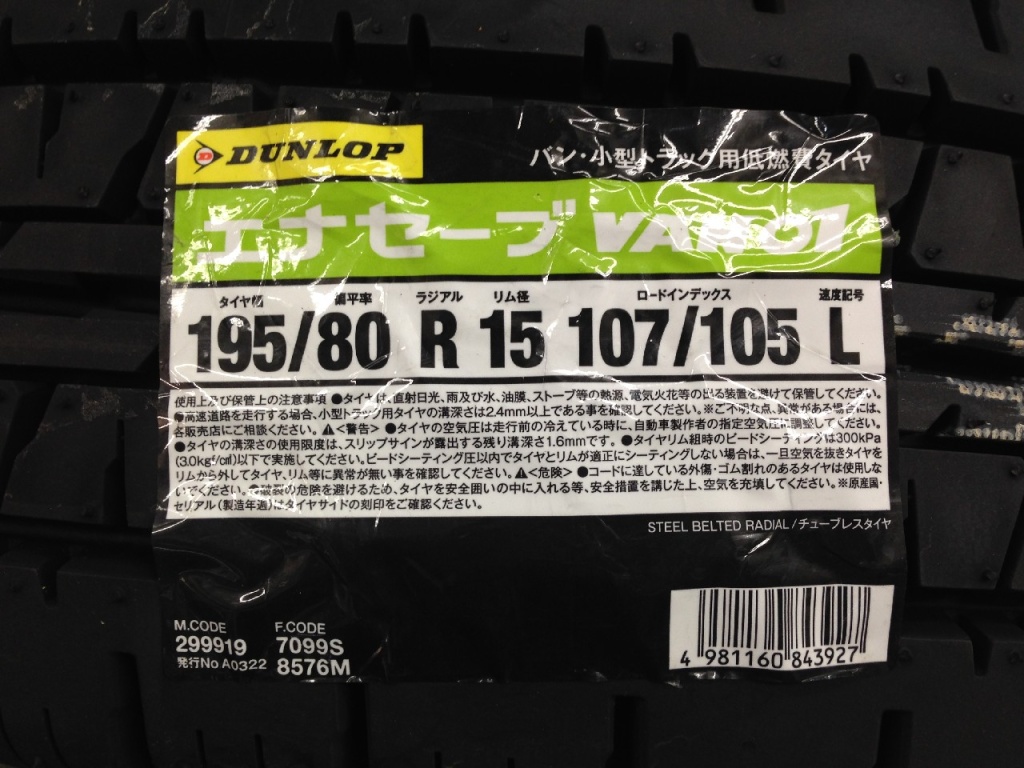 DUNLOP
バン・小型トラック用低燃費タイヤ
エナセーブ VAN01
タイヤ幅 偏平率 ラジアル リム径 ロードインデックス 速度記号
195/80 R 15 107/105 L
使用上及び保管上の注意事項 ●タイヤは、直射日光、雨及び水、油膜、ストーブ等の熱源、電気火花等の出る装置を避けて保管してください。
●高速道路を走行する場合、小型トラック用タイヤの溝深さは2.4mm以上である事を確認してください。※ご不明な点、異常がある場合には、
各販売店にご相談ください。⚠<警告> ●タイヤの空気圧は走行前の冷えている時に、自動車製作者の指定空気圧に調整してください。
●タイヤの溝深さの使用限度は、スリップサインが露出する残り溝深さ1.6mmです。●タイヤリム組時のビードシーティングは300kPa
(3.0kgf/c㎡)以下で実施してください。ビードシーティング圧以内でタイヤとリムが適正にシーティングしない場合は、一旦空気を抜きタイヤを
リムから外してタイヤ、リム等に異常が無い事を確認してください。⚠<危険> ●コードに達している外傷・ゴム割れのあるタイヤは使用しな
いでください。●破裂の危険を避けるため、タイヤを安全囲いの中に入れる等、安全措置を講じた上、空気を充填してください。※原産国・
セリアル(製造年週)はタイヤサイドの刻印をご確認ください。
STEEL BELTED RADIAL/チューブレスタイヤ
M.CODE F.CODE
299919 7099S
発行No A0322 8576M
4 981160 843927